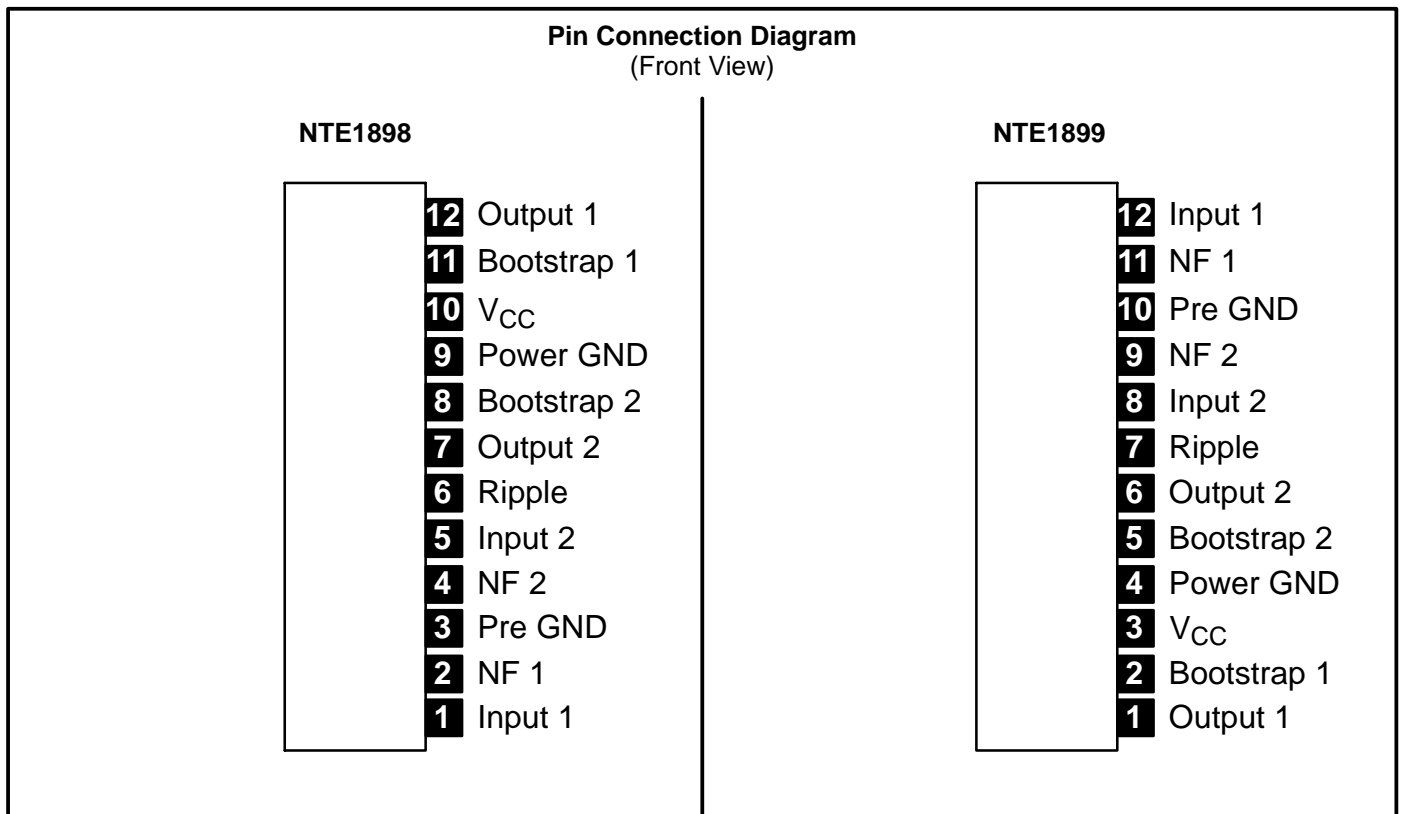 Pin Connection Diagram
(Front View)
NTE1898
12 Output 1
11 Bootstrap 1
10 VCC
9 Power GND
8 Bootstrap 2
7 Output 2
6 Ripple
5 Input 2
4 NF 2
3 Pre GND
2 NF 1
1 Input 1
NTE1899
12 Input 1
11 NF 1
10 Pre GND
9 NF 2
8 Input 2
7 Ripple
6 Output 2
5 Bootstrap 2
4 Power GND
3 VCC
2 Bootstrap 1
1 Output 1